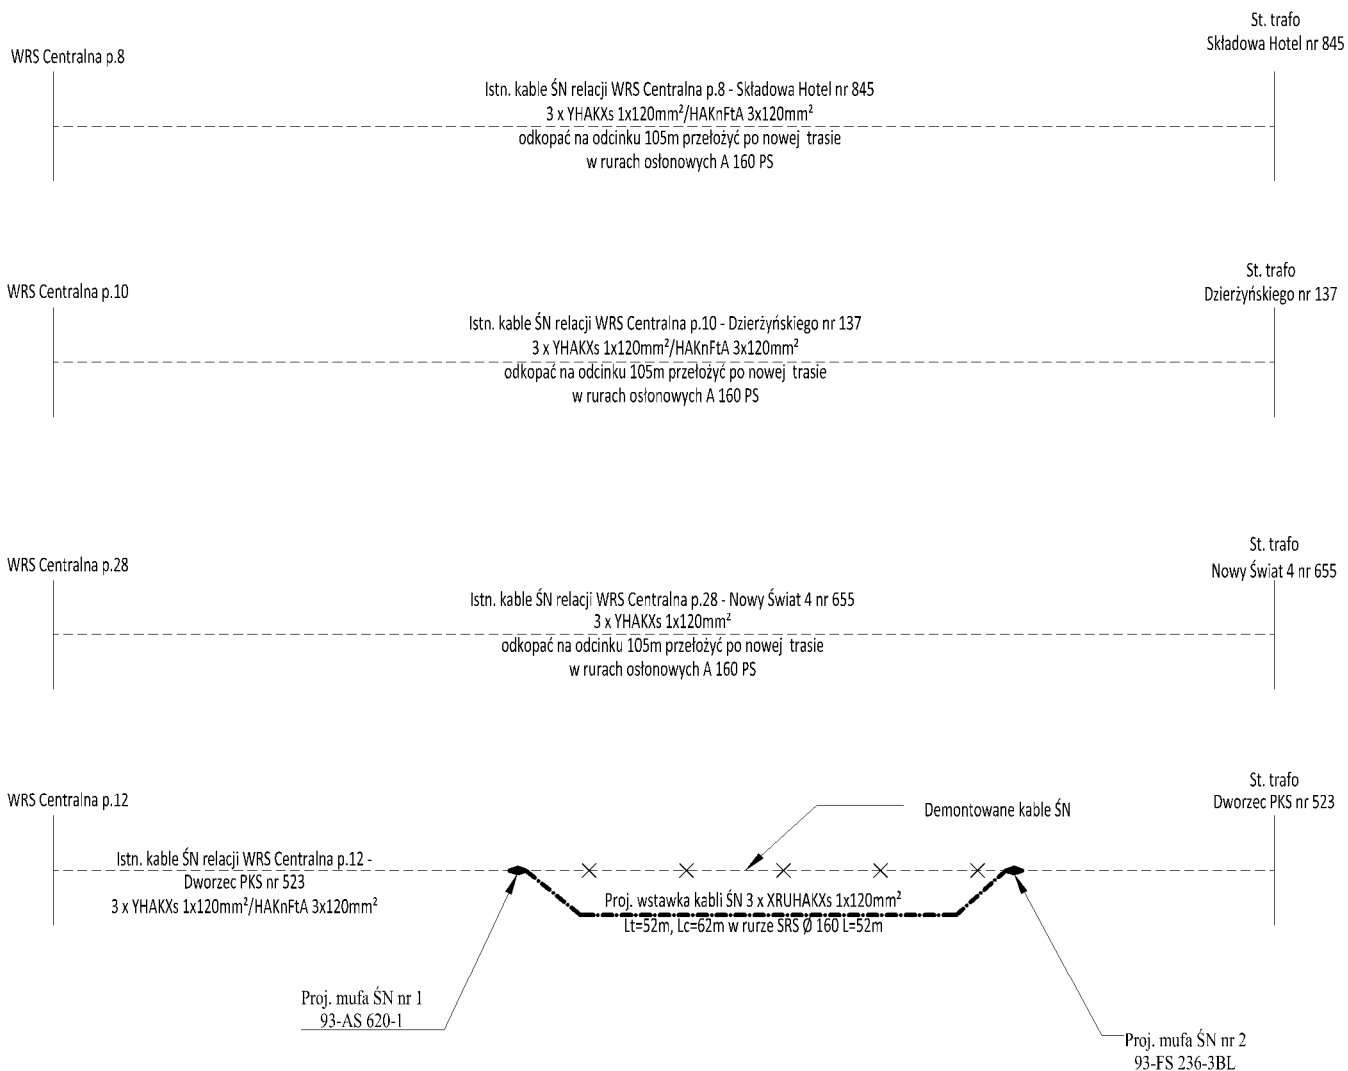 WRS Centralna p.8
St. trafo
Składowa Hotel nr 845
Istn. kable ŚN relacji WRS Centralna p.8 - Składowa Hotel nr 845
3 x YHAKXs 1x120mm²/HAKnFtA 3x120mm²
odkopać na odcinku 105m przełożyć po nowej trasie
w rurach osłonowych A 160 PS
WRS Centralna p.10
St. trafo
Dzierżyńskiego nr 137
Istn. kable ŚN relacji WRS Centralna p.10 - Dzierżyńskiego nr 137
3 x YHAKXs 1x120mm²/HAKnFtA 3x120mm²
odkopać na odcinku 105m przełożyć po nowej trasie
w rurach osłonowych A 160 PS
WRS Centralna p.28
St. trafo
Nowy Świat 4 nr 655
Istn. kable ŚN relacji WRS Centralna p.28 - Nowy Świat 4 nr 655
3 x YHAKXs 1x120mm²
odkopać na odcinku 105m przełożyć po nowej trasie
w rurach osłonowych A 160 PS
WRS Centralna p.12
St. trafo
Dworzec PKS nr 523
Demontowane kable ŚN
Istn. kable ŚN relacji WRS Centralna p.12 -
Dworzec PKS nr 523
3 x YHAKXs 1x120mm²/HAKnFtA 3x120mm²
Proj. wstawka kabli ŚN 3 x XRUHAKXs 1x120mm²
Lt=52m, Lc=62m w rurze SRS Ø 160 L=52m
Proj. mufa ŚN nr 1
93-AS 620-1
Proj. mufa ŚN nr 2
93-FS 236-3BL